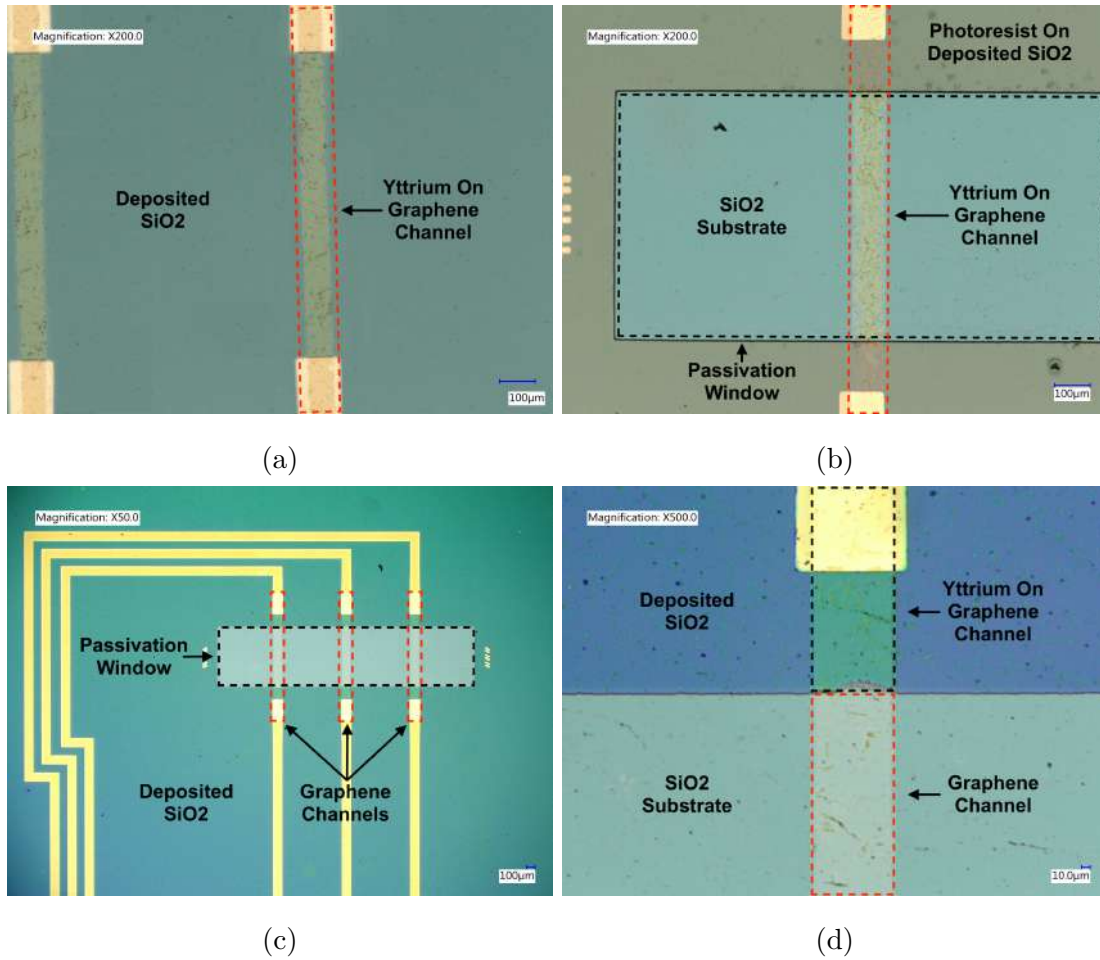 Magnification: X200.0
Deposited
SiO2
Yttrium On
Graphene
Channel
100μm
(a)
Magnification: X200.0
Photoresist On
Deposited SiO2
SiO2
Substrate
Yttrium On
Graphene
Channel
Passivation
Window
100μm
(b)
Magnification: X50.0
Passivation
Window
Deposited
SiO2
Graphene
Channels
100μm
(c)
Magnification: X500.0
Deposited
SiO2
Yttrium On
Graphene
Channel
SiO2
Substrate
Graphene
Channel
10.0μm
(d)